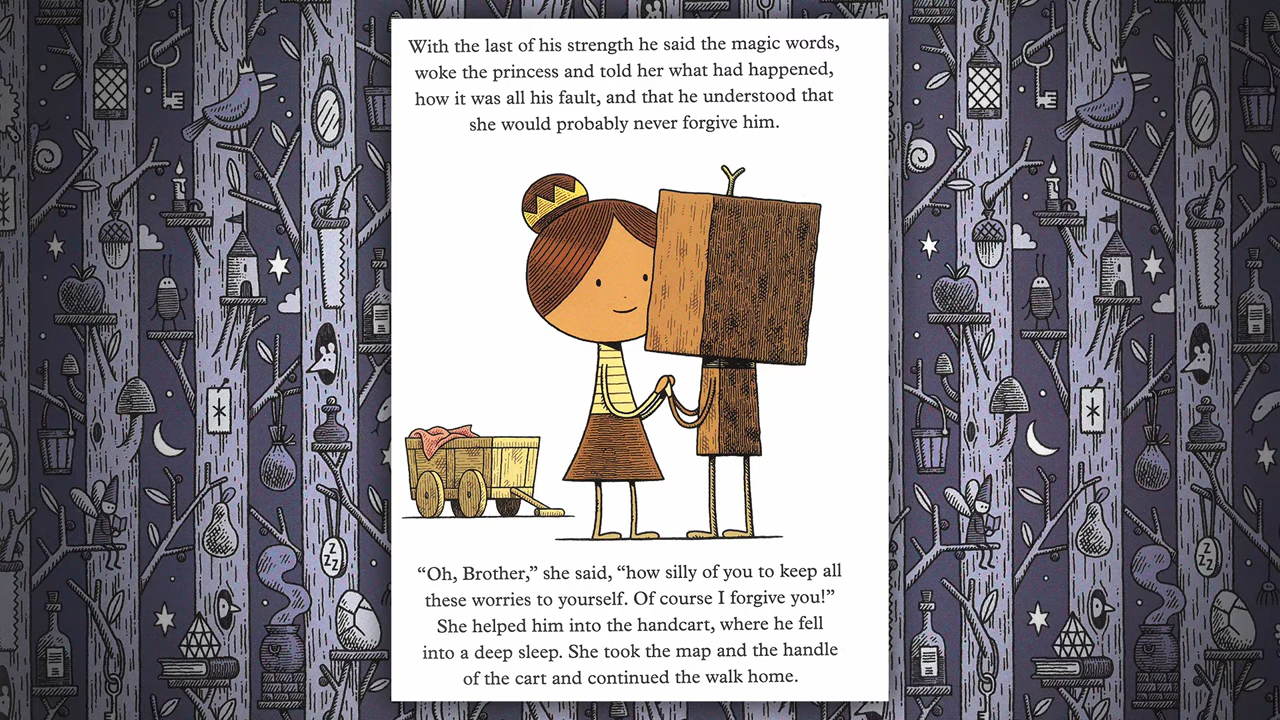 With the last of his strength he said the magic words,
woke the princess and told her what had happened,
how it was all his fault, and that he understood that
she would probably never forgive him.
“Oh, Brother,” she said, “how silly of you to keep all
these worries to yourself. Of course I forgive you!”
She helped him into the handcart, where he fell
into a deep sleep. She took the map and the handle
of the cart and continued the walk home.
Z
Z
Z
Z
Z
Z